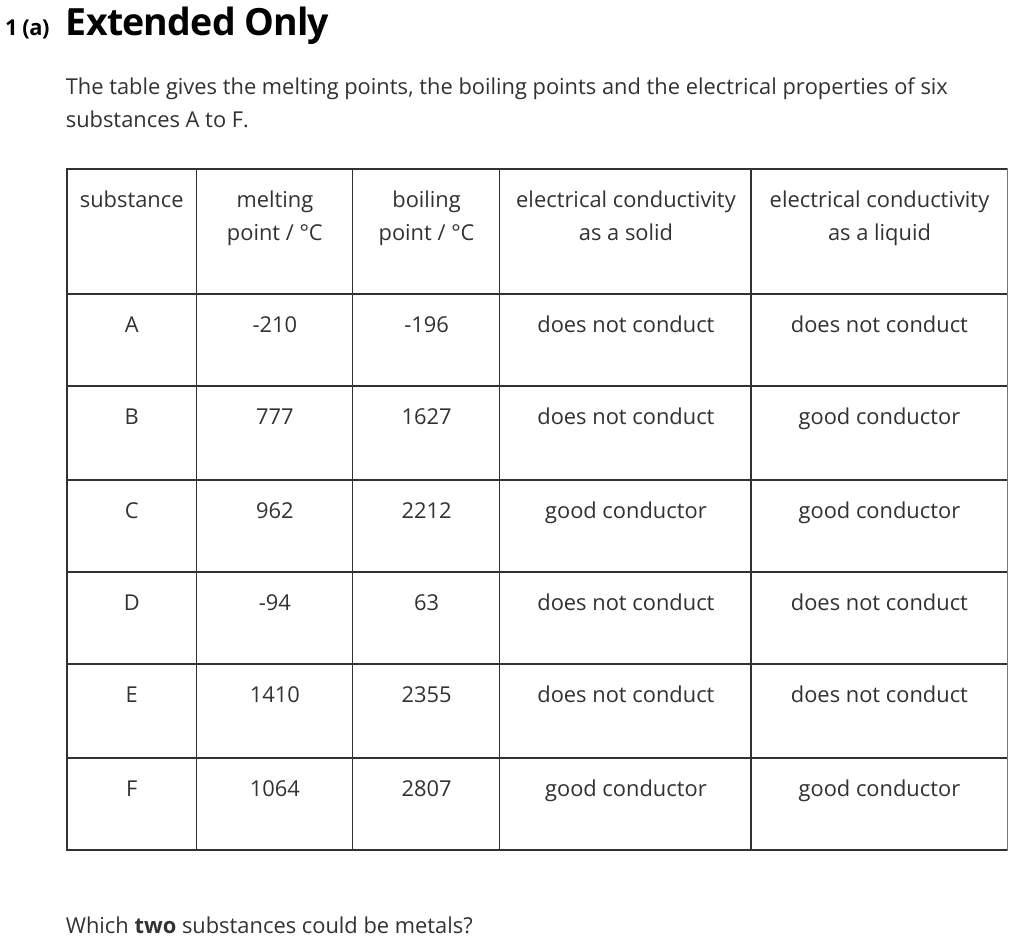 1 (a) Extended Only
The table gives the melting points, the boiling points and the electrical properties of six
substances A to F.
substance melting boiling electrical conductivity electrical conductivity
point / °C point / °C as a solid as a liquid
A -210 -196 does not conduct does not conduct
B 777 1627 does not conduct good conductor
C 962 2212 good conductor good conductor
D -94 63 does not conduct does not conduct
E 1410 2355 does not conduct does not conduct
F 1064 2807 good conductor good conductor
Which two substances could be metals?